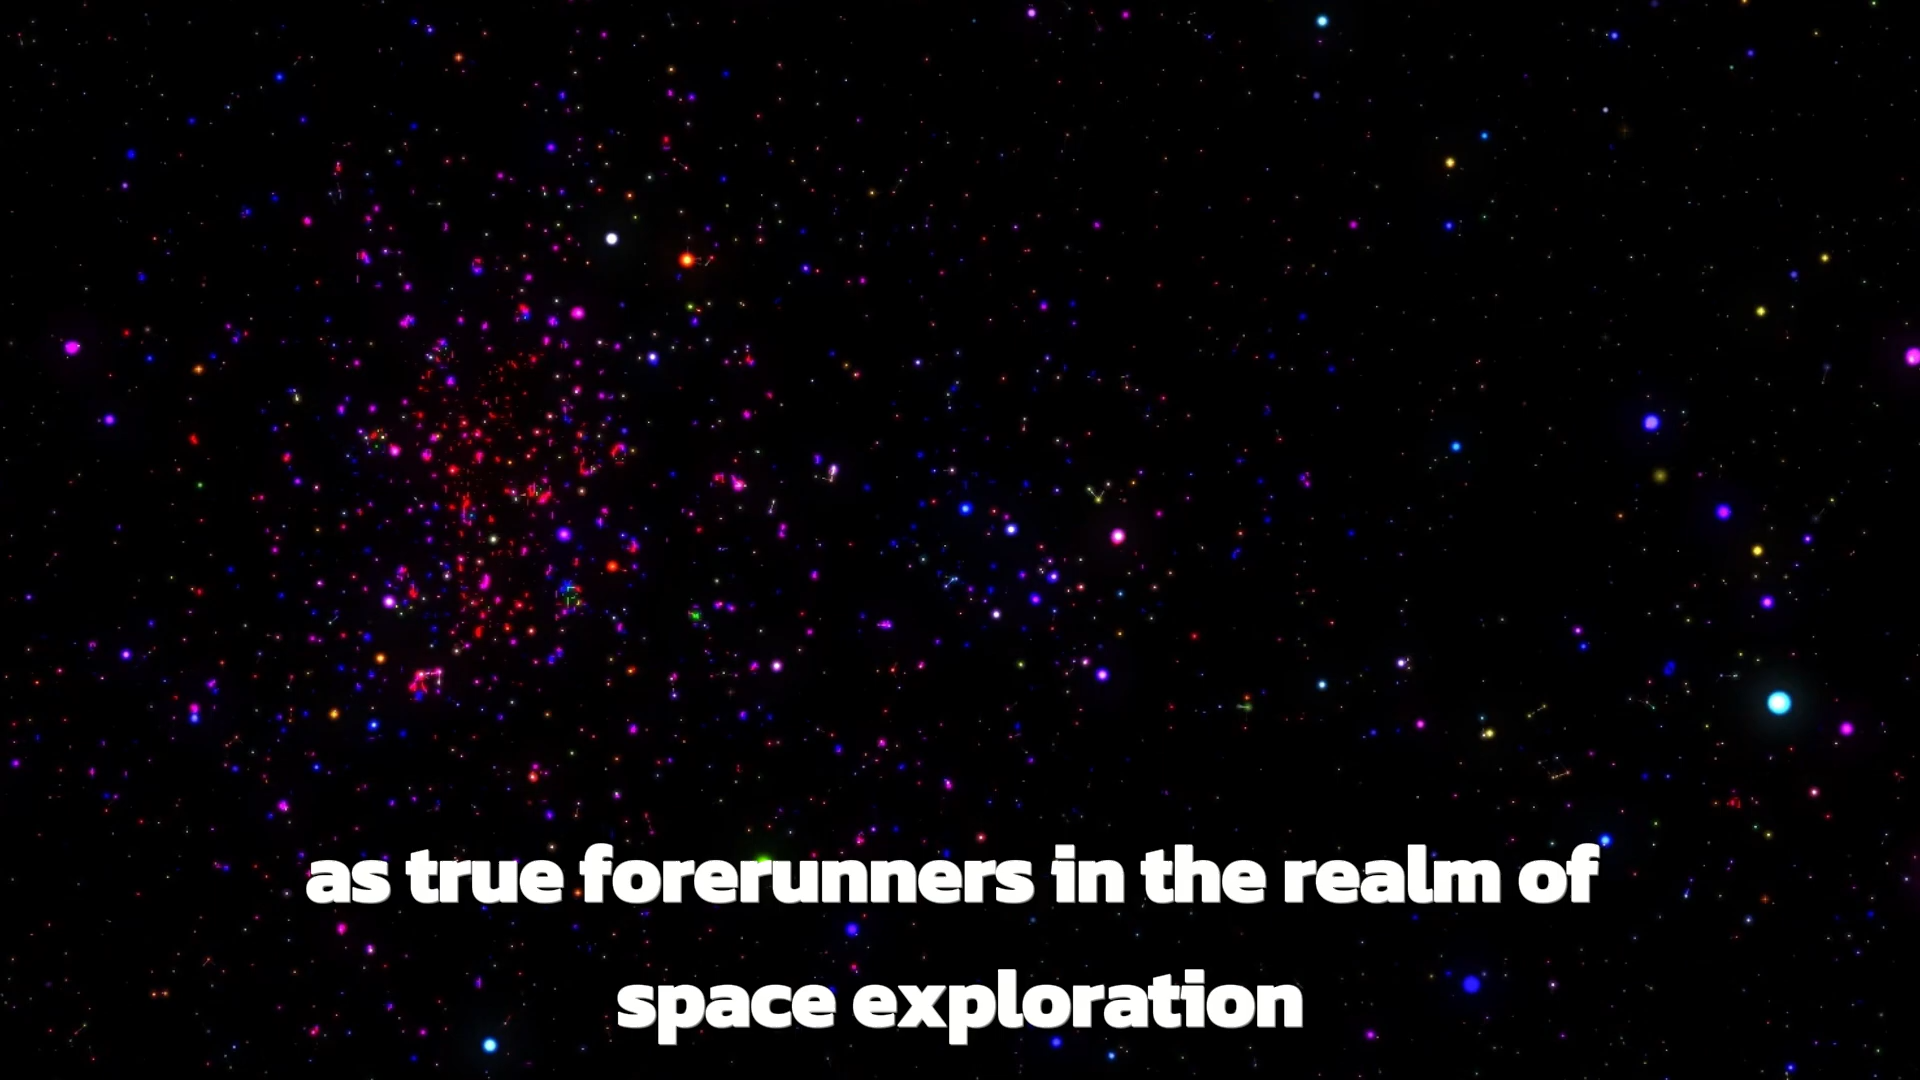 as true forerunners in the realm of
space exploration